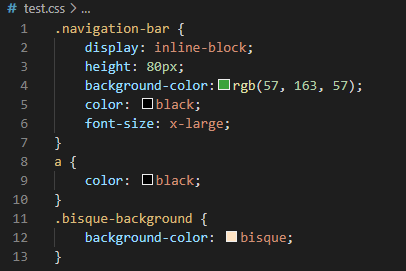 # test.css > ...
1 .navigation-bar {
2     display: inline-block;
3     height: 80px;
4     background-color: rgb(57, 163, 57);
5     color: black;
6     font-size: x-large;
7 }
8 a {
9     color: black;
10 }
11 .bisque-background {
12     background-color: bisque;
13 }